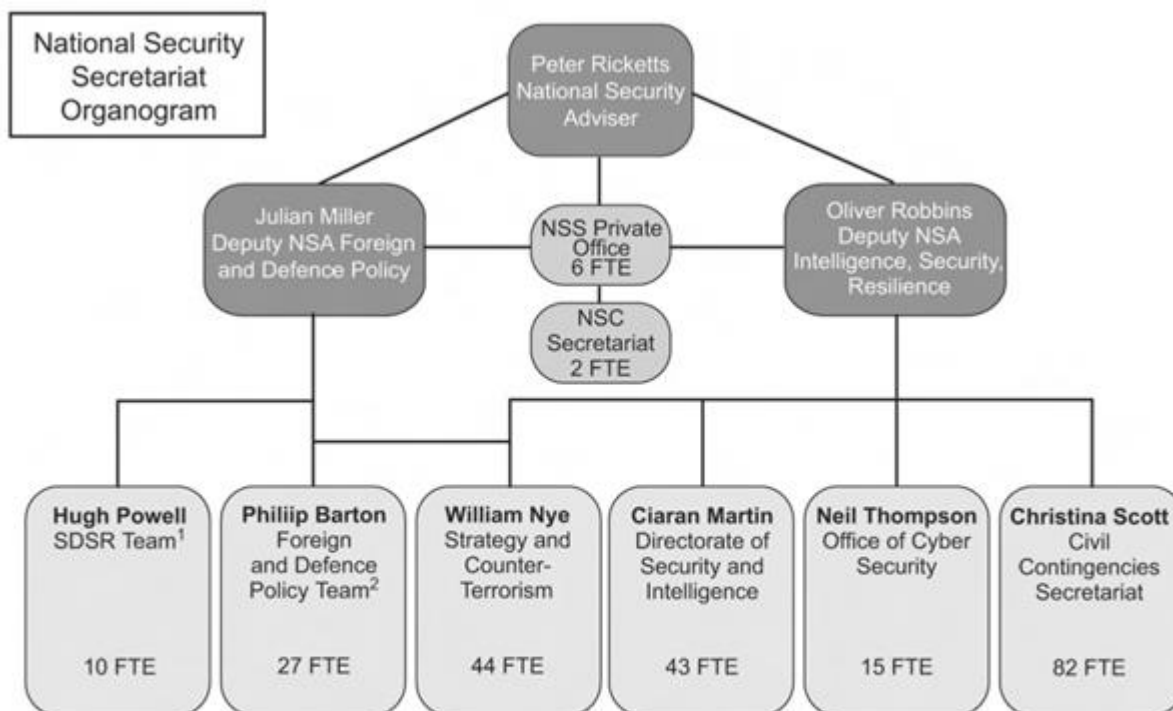 National Security
Secretariat
Organogram
Peter Ricketts
National Security
Adviser
Julian Miller
Deputy NSA Foreign
and Defence Policy
NSS Private
Office
6 FTE
Oliver Robbins
Deputy NSA
Intelligence, Security,
Resilience
NSC
Secretariat
2 FTE
Hugh Powell
SDSR Team¹
10 FTE
Philiip Barton
Foreign
and Defence
Policy Team²
27 FTE
William Nye
Strategy and
Counter-
Terrorism
44 FTE
Ciaran Martin
Directorate of
Security and
Intelligence
43 FTE
Neil Thompson
Office of Cyber
Security
15 FTE
Christina Scott
Civil
Contingencies
Secretariat
82 FTE